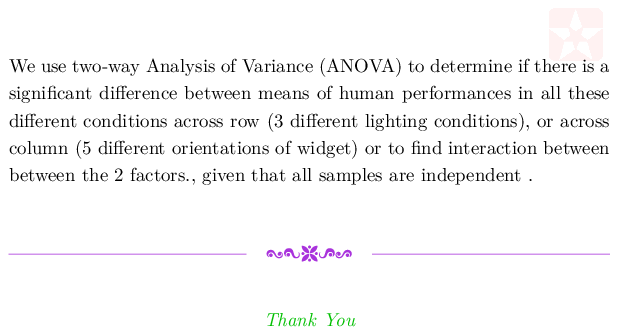 We use two-way Analysis of Variance (ANOVA) to determine if there is a
significant difference between means of human performances in all these
different conditions across row (3 different lighting conditions), or across
column (5 different orientations of widget) or to find interaction between
between the 2 factors., given that all samples are independent .
Thank You